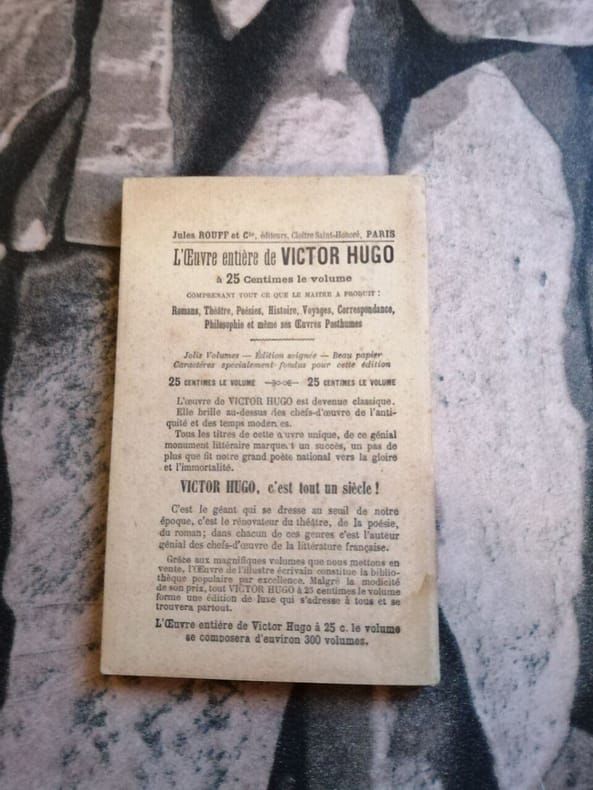 Jules ROUFF et Cie, éditeurs, Cloître Saint-Honoré, PARIS
L'Œuvre entière de VICTOR HUGO
à 25 Centimes le volume
COMPRENANT TOUT CE QUE LE MAITRE A PRODUIT :
Romans, Théâtre, Poésies, Histoire, Voyages, Correspondance,
Philosophie et même ses Œuvres Posthumes
Jolis Volumes — Édition soignée — Beau papier
Caractères specialement fondus pour cette édition
25 CENTIMES LE VOLUME 25 CENTIMES LE VOLUME
L'œuvre de VICTOR HUGO est devenue classique.
Elle brille au-dessus des chefs-d'œuvre de l'anti-
quité et des temps modernes.
Tous les titres de cette œuvre unique, de ce génial
monument littéraire marquent un succès, un pas de
plus que fit notre grand poète national vers la gloire
et l'immortalité.
VICTOR HUGO, c'est tout un siècle !
C'est le géant qui se dresse au seuil de notre
époque, c'est le rénovateur du théâtre, de la poésie,
du roman; dans chacun de ces genres c'est l'auteur
génial des chefs-d'œuvre de la littérature française.
Grâce aux magnifiques volumes que nous mettons en
vente, l'Œuvre de l'illustre écrivain constitue la biblio-
thèque populaire par excellence. Malgré la modicité
de son prix, tout VICTOR HUGO à 25 centimes le volume
forme une édition de luxe qui s'adresse à tous et se
trouvera partout.
L'Œuvre entière de Victor Hugo à 25 c. le volume
se composera d'environ 300 volumes.